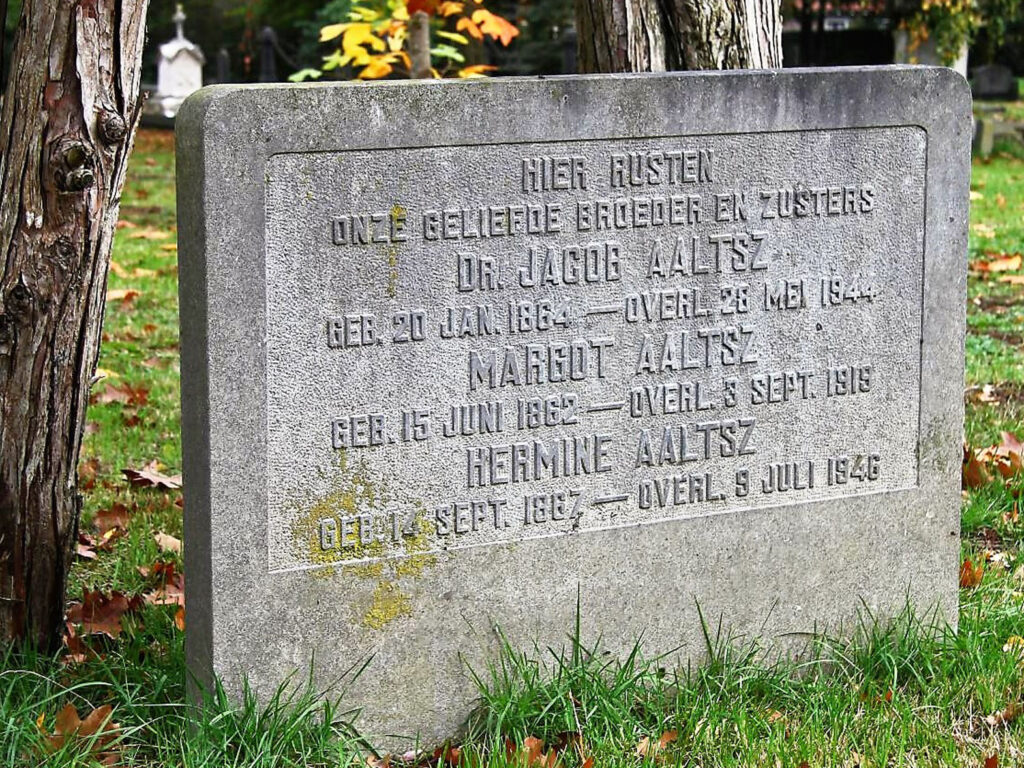 HIER RUSTEN
ONZE GELIEFDE BROEDER EN ZUSTERS
DR. JACOB AALTSZ
GEB. 20 JAN. 1864 — OVERL. 28 MEI 1944
MARGOT AALTSZ
GEB. 15 JUNI 1862 — OVERL. 3 SEPT. 1919
HERMINE AALTSZ
GEB. 14 SEPT. 1867 — OVERL. 9 JULI 1946